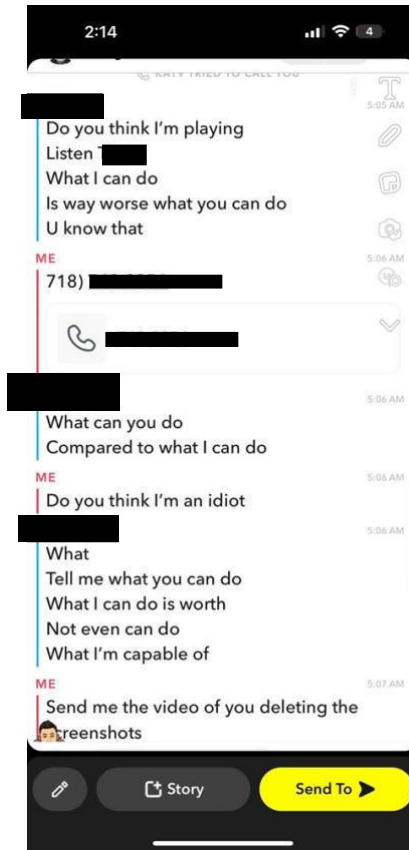 2:14
4
TRIED TO CALL YOU
5:05 AM
Do you think I'm playing
Listen
What I can do
Is way worse what you can do
U know that
ME
5:06 AM
718)
5:06 AM
What can you do
Compared to what I can do
ME
5:06 AM
Do you think I'm an idiot
5:06 AM
What
Tell me what you can do
What I can do is worth
Not even can do
What I'm capable of
ME
5:07 AM
Send me the video of you deleting the
creenshots
Story
Send To